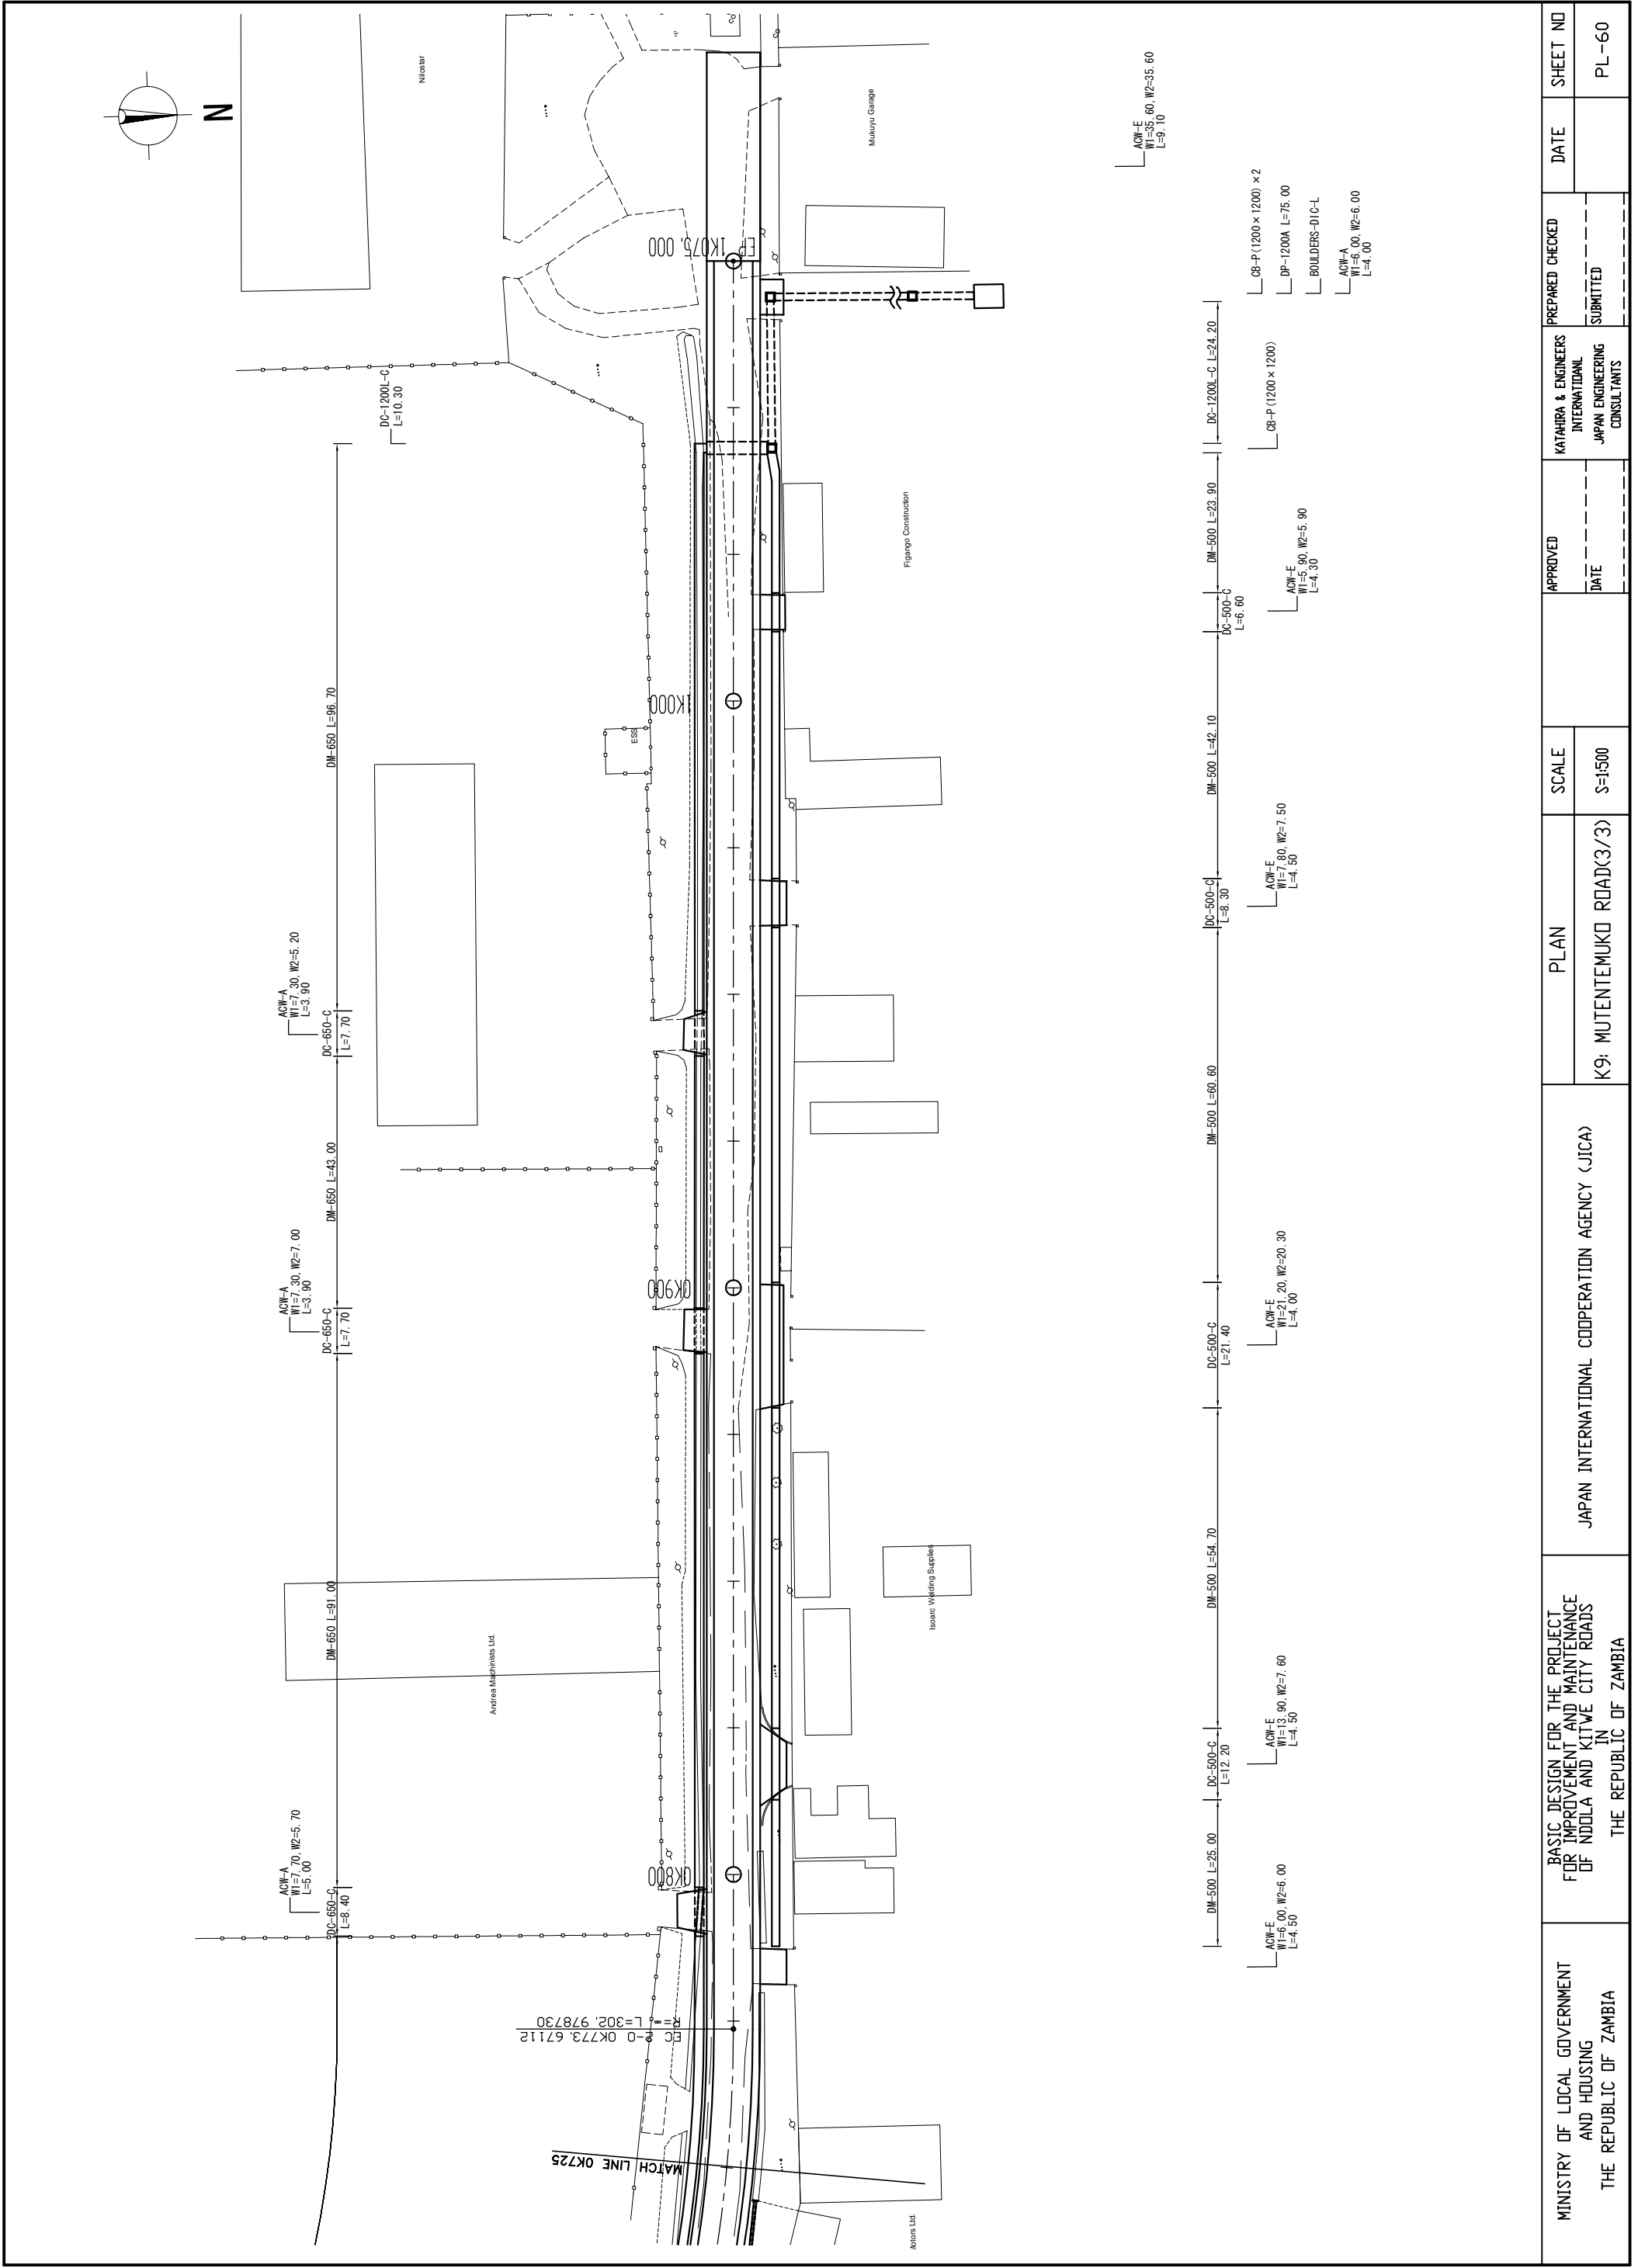 N
Nilostar
Mukuyu Garage
Figango Construction
Andrea Machinists Ltd.
Isoarc Welding Supplies
ESS
MATCH LINE 0K725
EC 2-0 0K773.67112
R=∞ L=302.978730
0K800
0K900
1K000
EP 1K075.000
ACW-A
W1=7.70, W2=5.70
L=5.00
DC-650-C
L=8.40
DM-650 L=91.00
ACW-A
W1=7.30, W2=7.00
L=3.90
DC-650-C
L=7.70
DM-650 L=43.00
ACW-A
W1=7.30, W2=5.20
L=3.90
DC-650-C
L=7.70
DM-650 L=96.70
DC-1200L-C
L=10.30
ACW-E
W1=6.00, W2=6.00
L=4.50
DM-500 L=25.00
DC-500-C
L=12.20
ACW-E
W1=13.90, W2=7.60
L=4.50
DM-500 L=54.70
DC-500-C
L=21.40
ACW-E
W1=21.20, W2=20.30
L=4.00
DM-500 L=60.60
DC-500-C
L=8.30
ACW-E
W1=7.80, W2=7.50
L=4.50
DM-500 L=42.10
DC-500-C
L=6.60
ACW-E
W1=5.90, W2=5.90
L=4.30
DM-500 L=23.90
DC-1200L-C L=24.20
CB-P(1200×1200)
CB-P(1200×1200)×2
DP-1200A L=75.00
BOULDERS-DIC-L
ACW-A
W1=6.00, W2=6.00
L=4.00
ACW-E
W1=35.60, W2=35.60
L=9.10
MINISTRY OF LOCAL GOVERNMENT
AND HOUSING
THE REPUBLIC OF ZAMBIA
BASIC DESIGN FOR THE PROJECT
FOR IMPROVEMENT AND MAINTENANCE
OF NDOLA AND KITWE CITY ROADS
IN
THE REPUBLIC OF ZAMBIA
JAPAN INTERNATIONAL COOPERATION AGENCY (JICA)
PLAN
K9: MUTENTEMUKO ROAD(3/3)
SCALE
S=1:500
APPROVED
DATE
KATAHIRA & ENGINEERS
INTERNATIOANL
JAPAN ENGINEERING
CONSULTANTS
PREPARED CHECKED
SUBMITTED
DATE
SHEET NO
PL-60